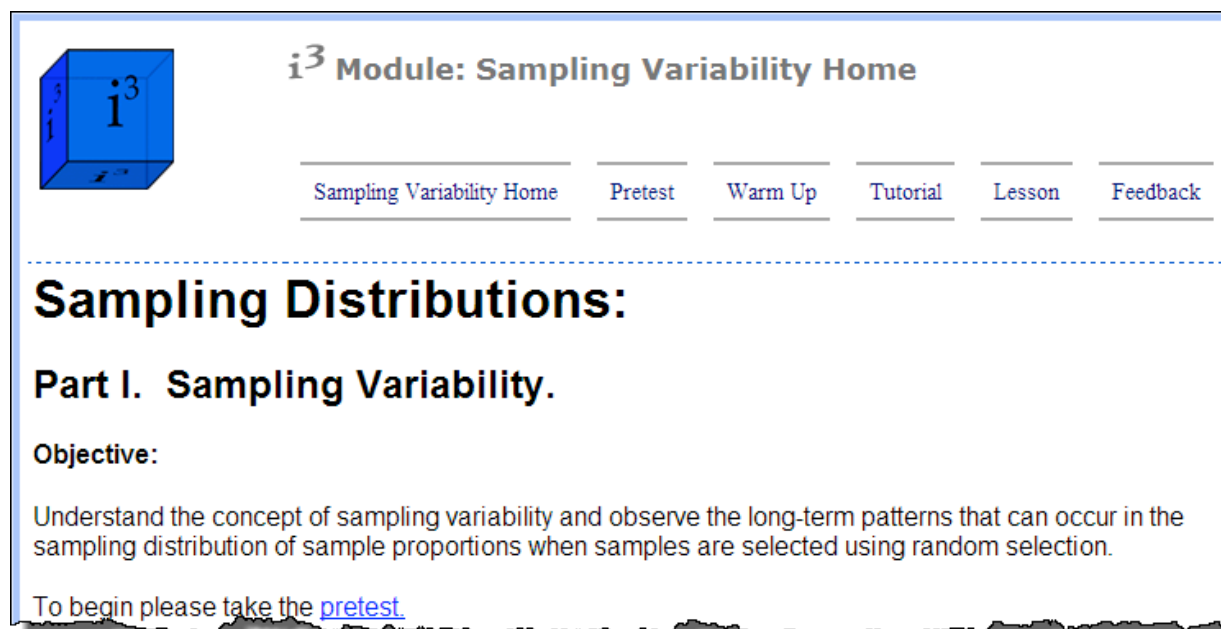 i³
i³
i³
i³ Module: Sampling Variability Home
Sampling Variability Home Pretest Warm Up Tutorial Lesson Feedback
Sampling Distributions:
Part I. Sampling Variability.
Objective:
Understand the concept of sampling variability and observe the long-term patterns that can occur in the
sampling distribution of sample proportions when samples are selected using random selection.
To begin please take the pretest.